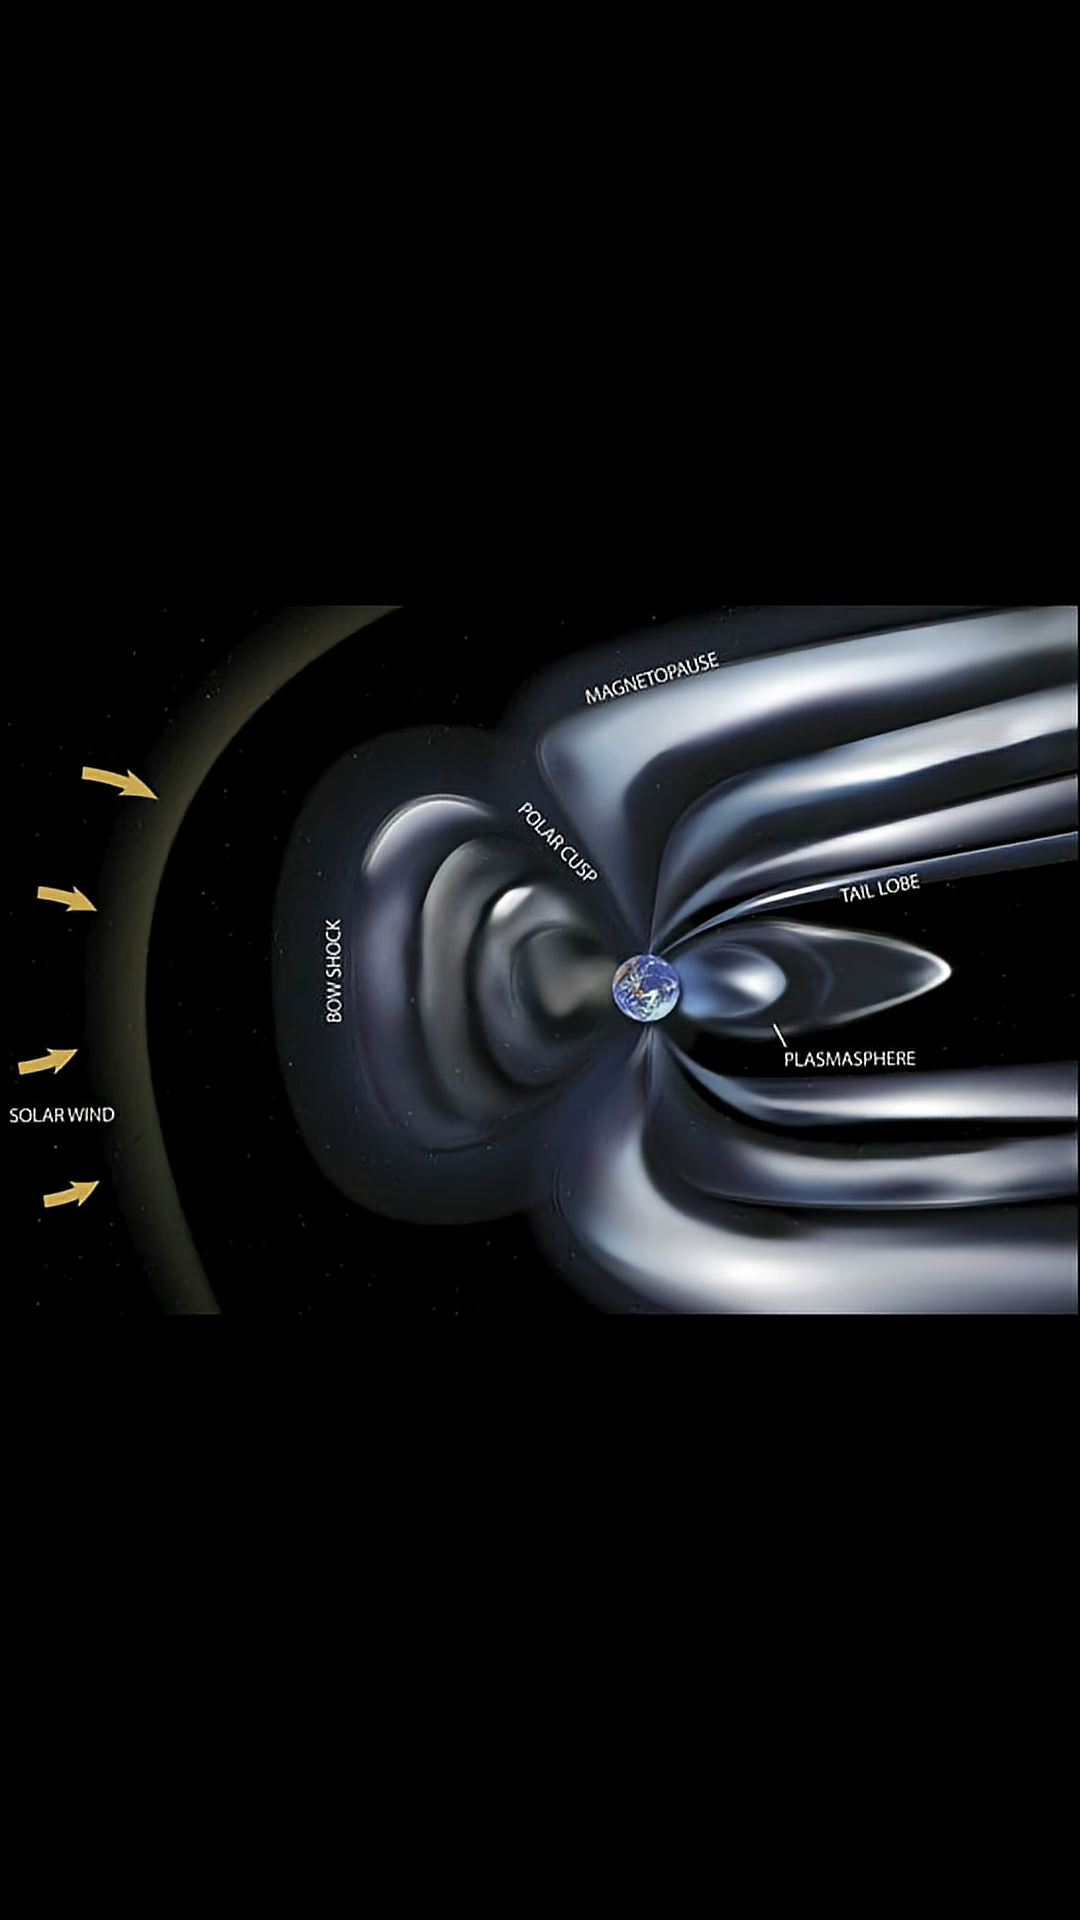 MAGNETOPAUSE
POLAR CUSP
TAIL LOBE
BOW SHOCK
PLASMASPHERE
SOLAR WIND